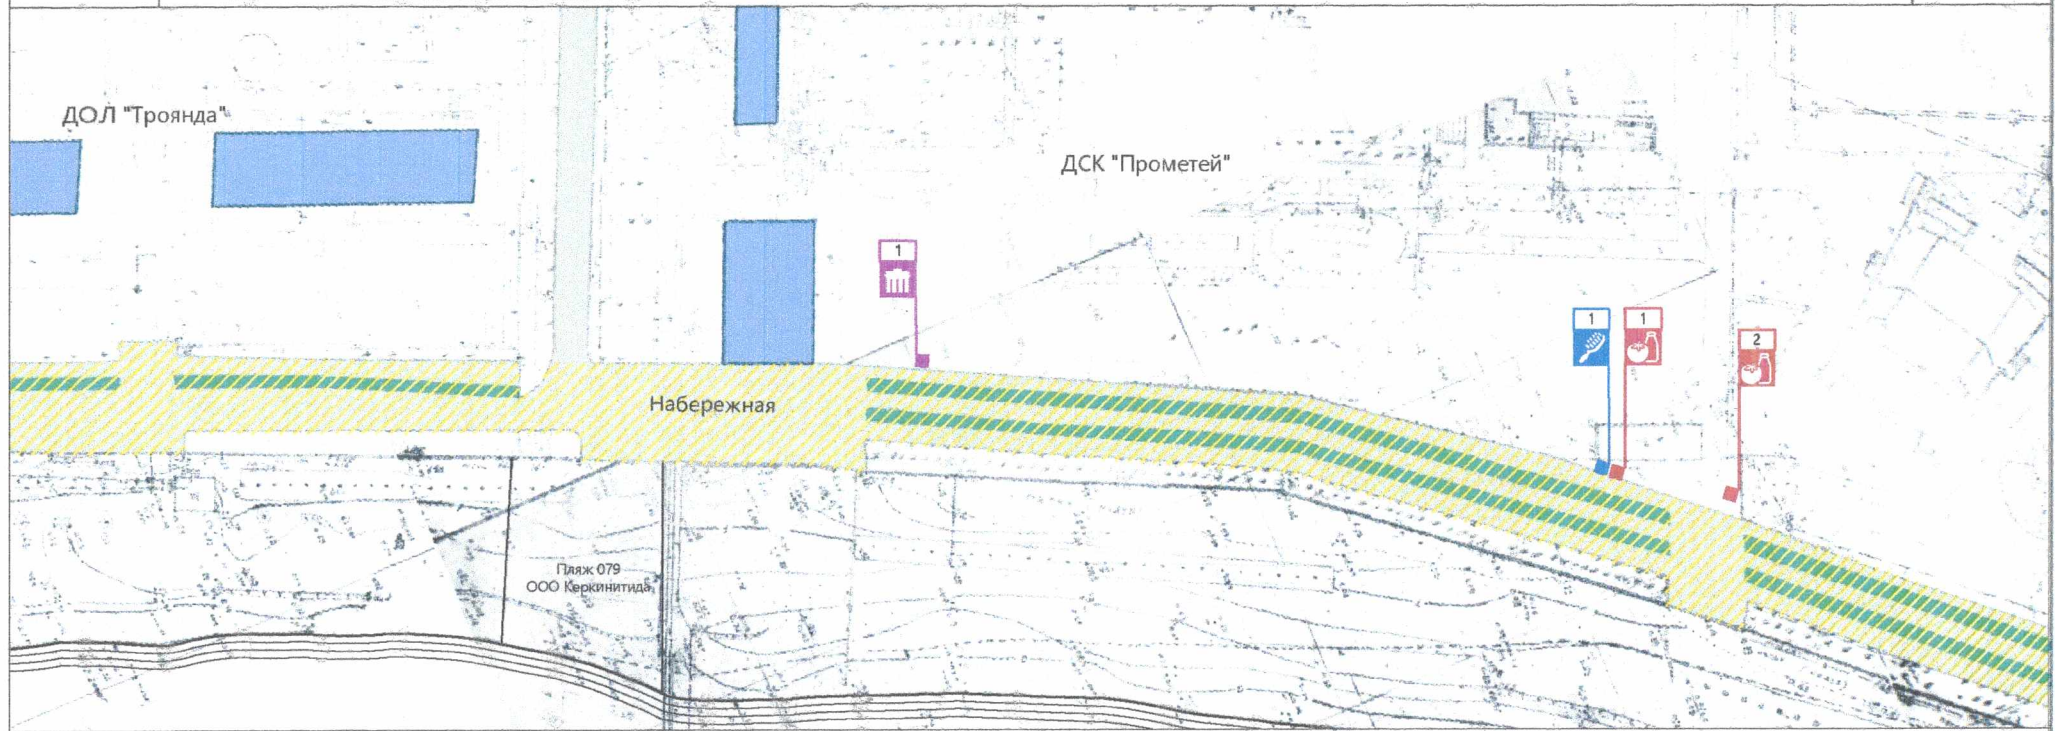 ДОЛ "Троянда"
ДСК "Прометей"
1
1
1
2
Набережная
Пляж 079
ООО Керкинитида